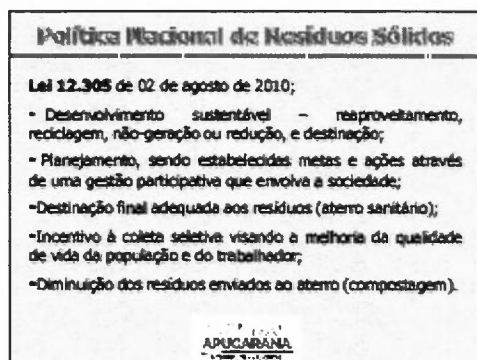 Política Nacional de Resíduos Sólidos
Lei 12.305 de 02 de agosto de 2010;
- Desenvolvimento sustentável – reaproveitamento,
reciclagem, não-geração ou redução, e destinação;
- Planejamento, sendo estabelecidas metas e ações através
de uma gestão participativa que envolva a sociedade;
-Destinação final adequada aos resíduos (aterro sanitário);
-Incentivo à coleta seletiva visando a melhoria da qualidade
de vida da população e do trabalhador;
-Diminuição dos resíduos enviados ao aterro (compostagem).
APUCARANA